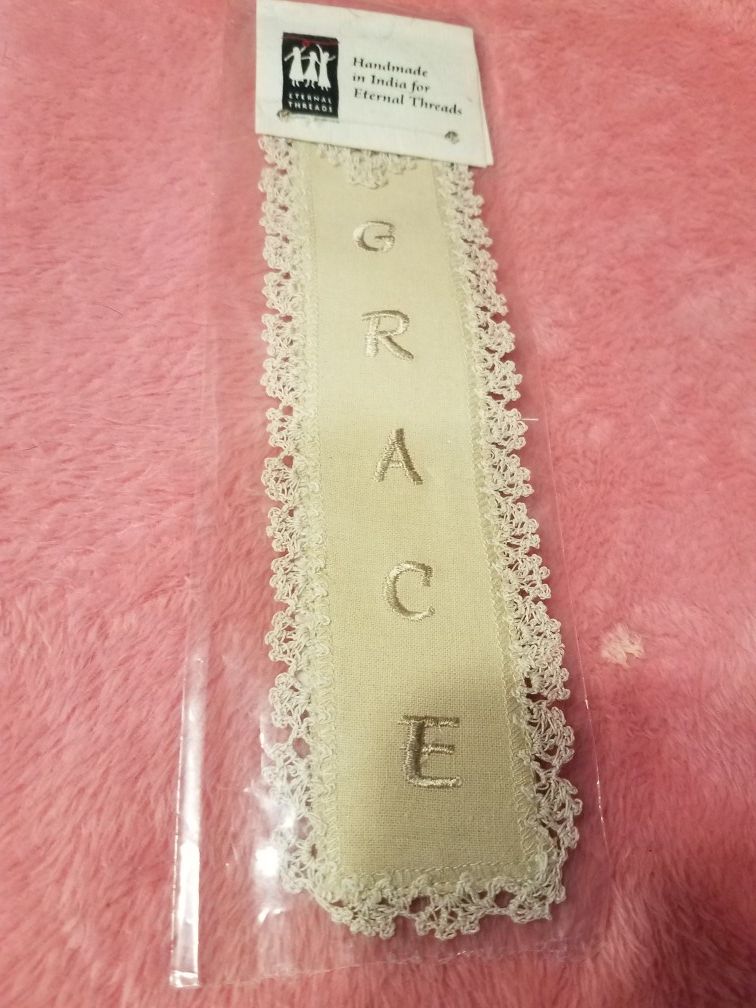 ETERNAL
THREADS
Handmade
in India for
Eternal Threads
G
R
A
C
E